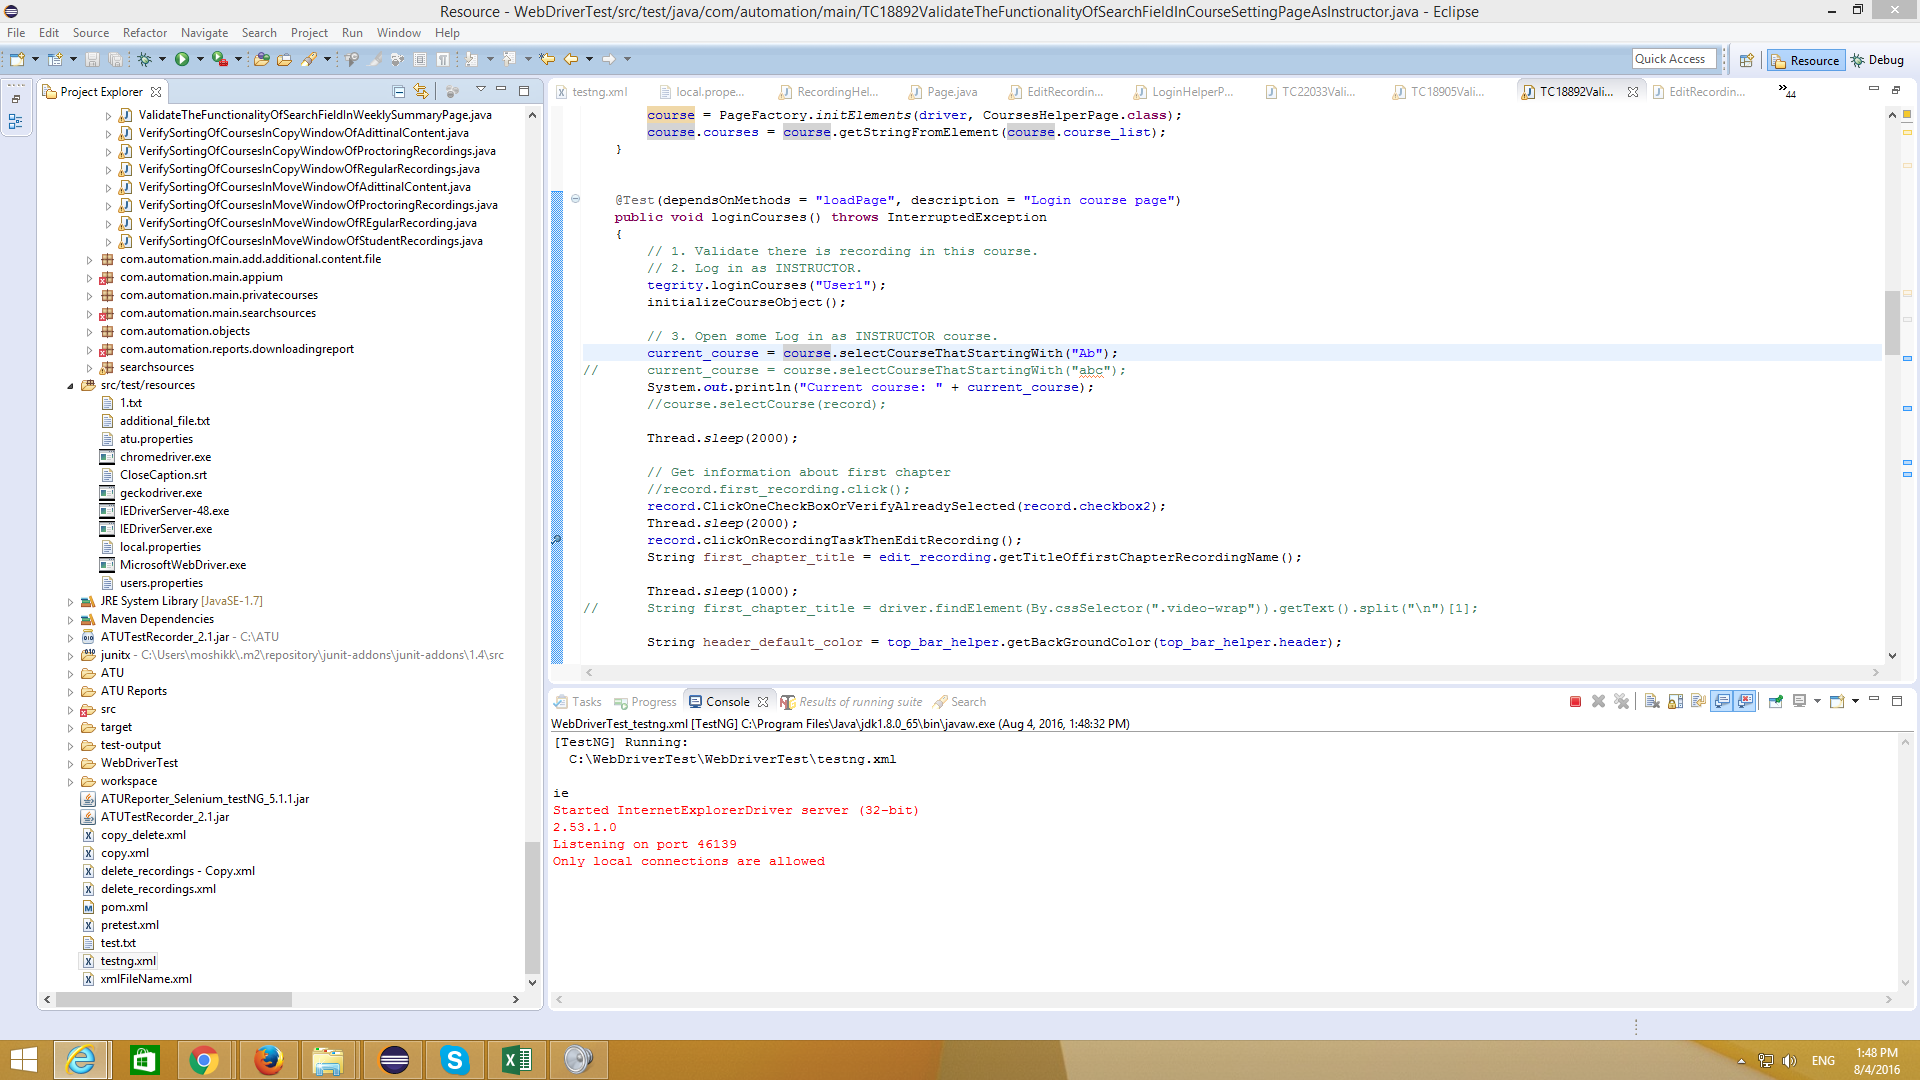 Resource - WebDriverTest/src/test/java/com/automation/main/TC18892ValidateTheFunctionalityOfSearchFieldInCourseSettingPageAsInstructor.java - Eclipse
File Edit Source Refactor Navigate Search Project Run Window Help
Quick Access
Resource
Debug
Project Explorer
ValidateTheFunctionalityOfSearchFieldInWeeklySummaryPage.java
VerifySortingOfCoursesInCopyWindowOfAdittinalContent.java
VerifySortingOfCoursesInCopyWindowOfProctoringRecordings.java
VerifySortingOfCoursesInCopyWindowOfRegularRecordings.java
VerifySortingOfCoursesInMoveWindowOfAdittinalContent.java
VerifySortingOfCoursesInMoveWindowOfProctoringRecordings.java
VerifySortingOfCoursesInMoveWindowOfREgularRecording.java
VerifySortingOfCoursesInMoveWindowOfStudentRecordings.java
com.automation.main.add.additional.content.file
com.automation.main.appium
com.automation.main.privatecourses
com.automation.main.searchsources
com.automation.objects
com.automation.reports.downloadingreport
searchsources
src/test/resources
1.txt
additional_file.txt
atu.properties
chromedriver.exe
CloseCaption.srt
geckodriver.exe
IEDriverServer-48.exe
IEDriverServer.exe
local.properties
MicrosoftWebDriver.exe
users.properties
JRE System Library [JavaSE-1.7]
Maven Dependencies
ATUTestRecorder_2.1.jar - C:\ATU
junitx - C:\Users\moshikk\.m2\repository\junit-addons\junit-addons\1.4\src
ATU
ATU Reports
src
target
test-output
WebDriverTest
workspace
ATUReporter_Selenium_testNG_5.1.1.jar
ATUTestRecorder_2.1.jar
copy_delete.xml
copy.xml
delete_recordings - Copy.xml
delete_recordings.xml
pom.xml
pretest.xml
test.txt
testng.xml
xmlFileName.xml
testng.xml local.prope... RecordingHel... Page.java EditRecordin... LoginHelperP... TC22033Vali... TC18905Vali... TC18892Vali... EditRecordin... 44
course = PageFactory.initElements(driver, CoursesHelperPage.class);
course.courses = course.getStringFromElement(course.course_list);
}
@Test(dependsOnMethods = "loadPage", description = "Login course page")
public void loginCourses() throws InterruptedException
{
// 1. Validate there is recording in this course.
// 2. Log in as INSTRUCTOR.
tegrity.loginCourses("User1");
initializeCourseObject();
// 3. Open some Log in as INSTRUCTOR course.
current_course = course.selectCourseThatStartingWith("Ab");
// current_course = course.selectCourseThatStartingWith("abc");
System.out.println("Current course: " + current_course);
//course.selectCourse(record);
Thread.sleep(2000);
// Get information about first chapter
//record.first_recording.click();
record.ClickOneCheckBoxOrVerifyAlreadySelected(record.checkbox2);
Thread.sleep(2000);
record.clickOnRecordingTaskThenEditRecording();
String first_chapter_title = edit_recording.getTitleOffirstChapterRecordingName();
Thread.sleep(1000);
// String first_chapter_title = driver.findElement(By.cssSelector(".video-wrap")).getText().split("\n")[1];
String header_default_color = top_bar_helper.getBackGroundColor(top_bar_helper.header);
Tasks Progress Console Results of running suite Search
WebDriverTest_testng.xml [TestNG] C:\Program Files\Java\jdk1.8.0_65\bin\javaw.exe (Aug 4, 2016, 1:48:32 PM)
[TestNG] Running:
C:\WebDriverTest\WebDriverTest\testng.xml
ie
Started InternetExplorerDriver server (32-bit)
2.53.1.0
Listening on port 46139
Only local connections are allowed
ENG
1:48 PM
8/4/2016